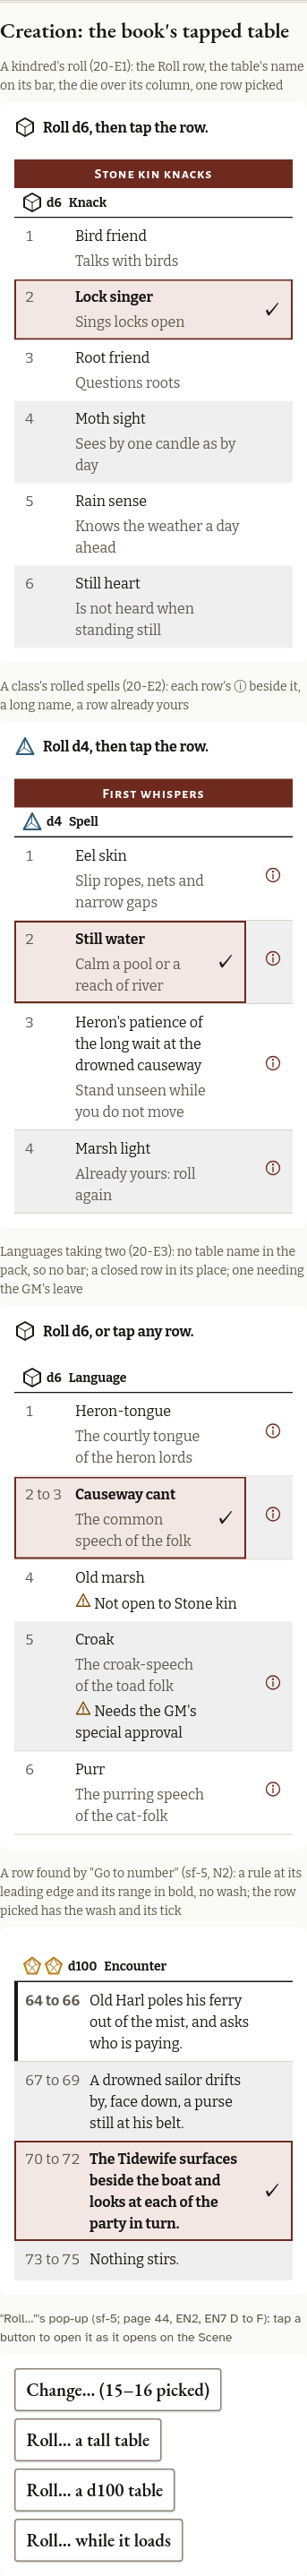 Creation: the book's tapped table
A kindred's roll (20-E1): the Roll row, the table's name
on its bar, the die over its column, one row picked
Roll d6, then tap the row.
STONE KIN KNACKS
d6 Knack
1 Bird friend
Talks with birds
2 Lock singer ✓
Sings locks open
3 Root friend
Questions roots
4 Moth sight
Sees by one candle as by
day
5 Rain sense
Knows the weather a day
ahead
6 Still heart
Is not heard when
standing still
A class's rolled spells (20-E2): each row's ⓘ beside it,
a long name, a row already yours
Roll d4, then tap the row.
FIRST WHISPERS
d4 Spell
1 Eel skin
Slip ropes, nets and
narrow gaps
2 Still water ✓
Calm a pool or a
reach of river
3 Heron's patience of
the long wait at the
drowned causeway
Stand unseen while
you do not move
4 Marsh light
Already yours: roll
again
Languages taking two (20-E3): no table name in the
pack, so no bar; a closed row in its place; one needing
the GM's leave
Roll d6, or tap any row.
d6 Language
1 Heron-tongue
The courtly tongue
of the heron lords
2 to 3 Causeway cant ✓
The common
speech of the folk
4 Old marsh
⚠ Not open to Stone kin
5 Croak
The croak-speech
of the toad folk
⚠ Needs the GM's
special approval
6 Purr
The purring speech
of the cat-folk
A row found by "Go to number" (sf-5, N2): a rule at its
leading edge and its range in bold, no wash; the row
picked has the wash and its tick
d100 Encounter
64 to 66 Old Harl poles his ferry
out of the mist, and asks
who is paying.
67 to 69 A drowned sailor drifts
by, face down, a purse
still at his belt.
70 to 72 The Tidewife surfaces
beside the boat and
looks at each of the
party in turn. ✓
73 to 75 Nothing stirs.
"Roll…"'s pop-up (sf-5; page 44, EN2, EN7 D to F): tap a
button to open it as it opens on the Scene
Change… (15–16 picked)
Roll… a tall table
Roll… a d100 table
Roll… while it loads